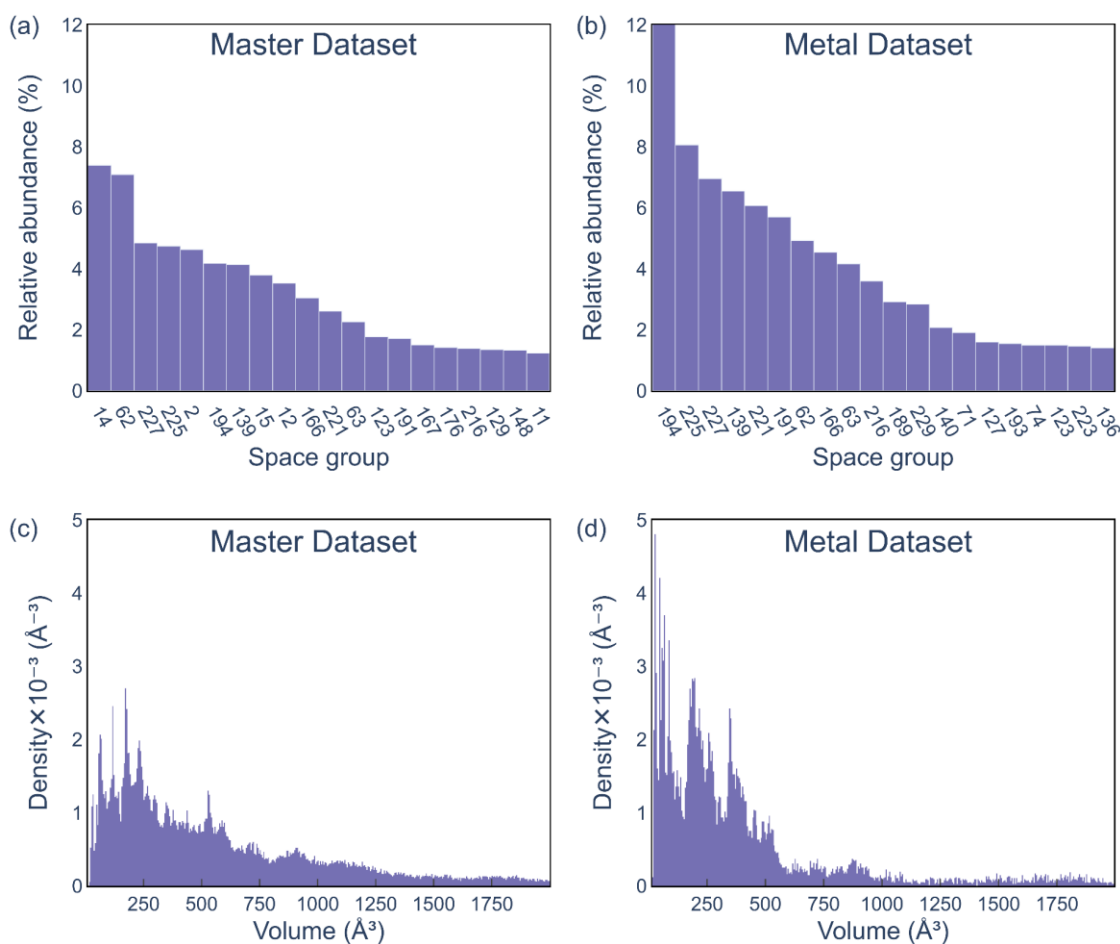 (a)
Master Dataset
Relative abundance (%)
12
10
8
6
4
2
0
14 62 227 225 2 194 139 15 12 166 221 63 123 191 167 176 216 129 148 11
Space group
(b)
Metal Dataset
Relative abundance (%)
12
10
8
6
4
2
0
194 225 227 139 221 191 62 166 63 216 189 229 140 71 127 193 74 123 223 136
Space group
(c)
Master Dataset
Density×10⁻³ (Å⁻³)
5
4
3
2
1
0
250 500 750 1000 1250 1500 1750
Volume (Å³)
(d)
Metal Dataset
Density×10⁻³ (Å⁻³)
5
4
3
2
1
0
250 500 750 1000 1250 1500 1750
Volume (Å³)